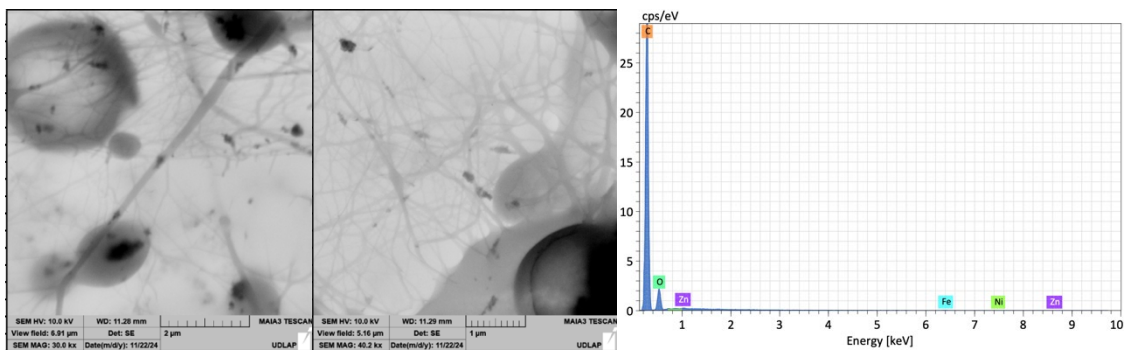 SEM HV: 10.0 kV WD: 11.28 mm MAIA3 TESCAN
View field: 6.91 µm Det: SE 2 µm
SEM MAG: 30.0 kx Date(m/d/y): 11/22/24 UDLAP
SEM HV: 10.0 kV WD: 11.29 mm MAIA3 TESCAN
View field: 5.16 µm Det: SE 1 µm
SEM MAG: 40.2 kx Date(m/d/y): 11/22/24 UDLAP
cps/eV
C
25
20
15
10
5
0
O
Zn
Fe
Ni
Zn
1 2 3 4 5 6 7 8 9 10
Energy [keV]